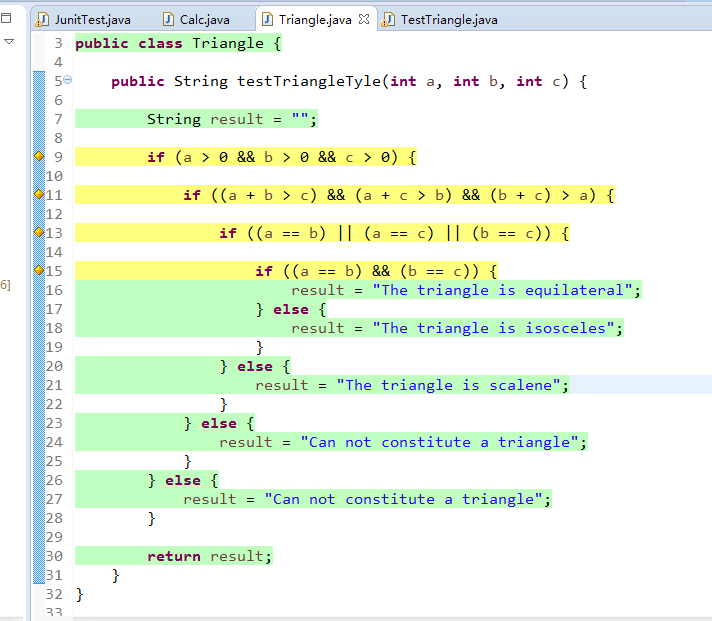 JunitTest.java Calc.java Triangle.java TestTriangle.java
3 public class Triangle {
4
5 public String testTriangleTyle(int a, int b, int c) {
6
7 String result = "";
8
9 if (a > 0 && b > 0 && c > 0) {
10
11 if ((a + b > c) && (a + c > b) && (b + c) > a) {
12
13 if ((a == b) || (a == c) || (b == c)) {
14
15 if ((a == b) && (b == c)) {
6] 16 result = "The triangle is equilateral";
17 } else {
18 result = "The triangle is isosceles";
19 }
20 } else {
21 result = "The triangle is scalene";
22 }
23 } else {
24 result = "Can not constitute a triangle";
25 }
26 } else {
27 result = "Can not constitute a triangle";
28 }
29
30 return result;
31 }
32 }
33